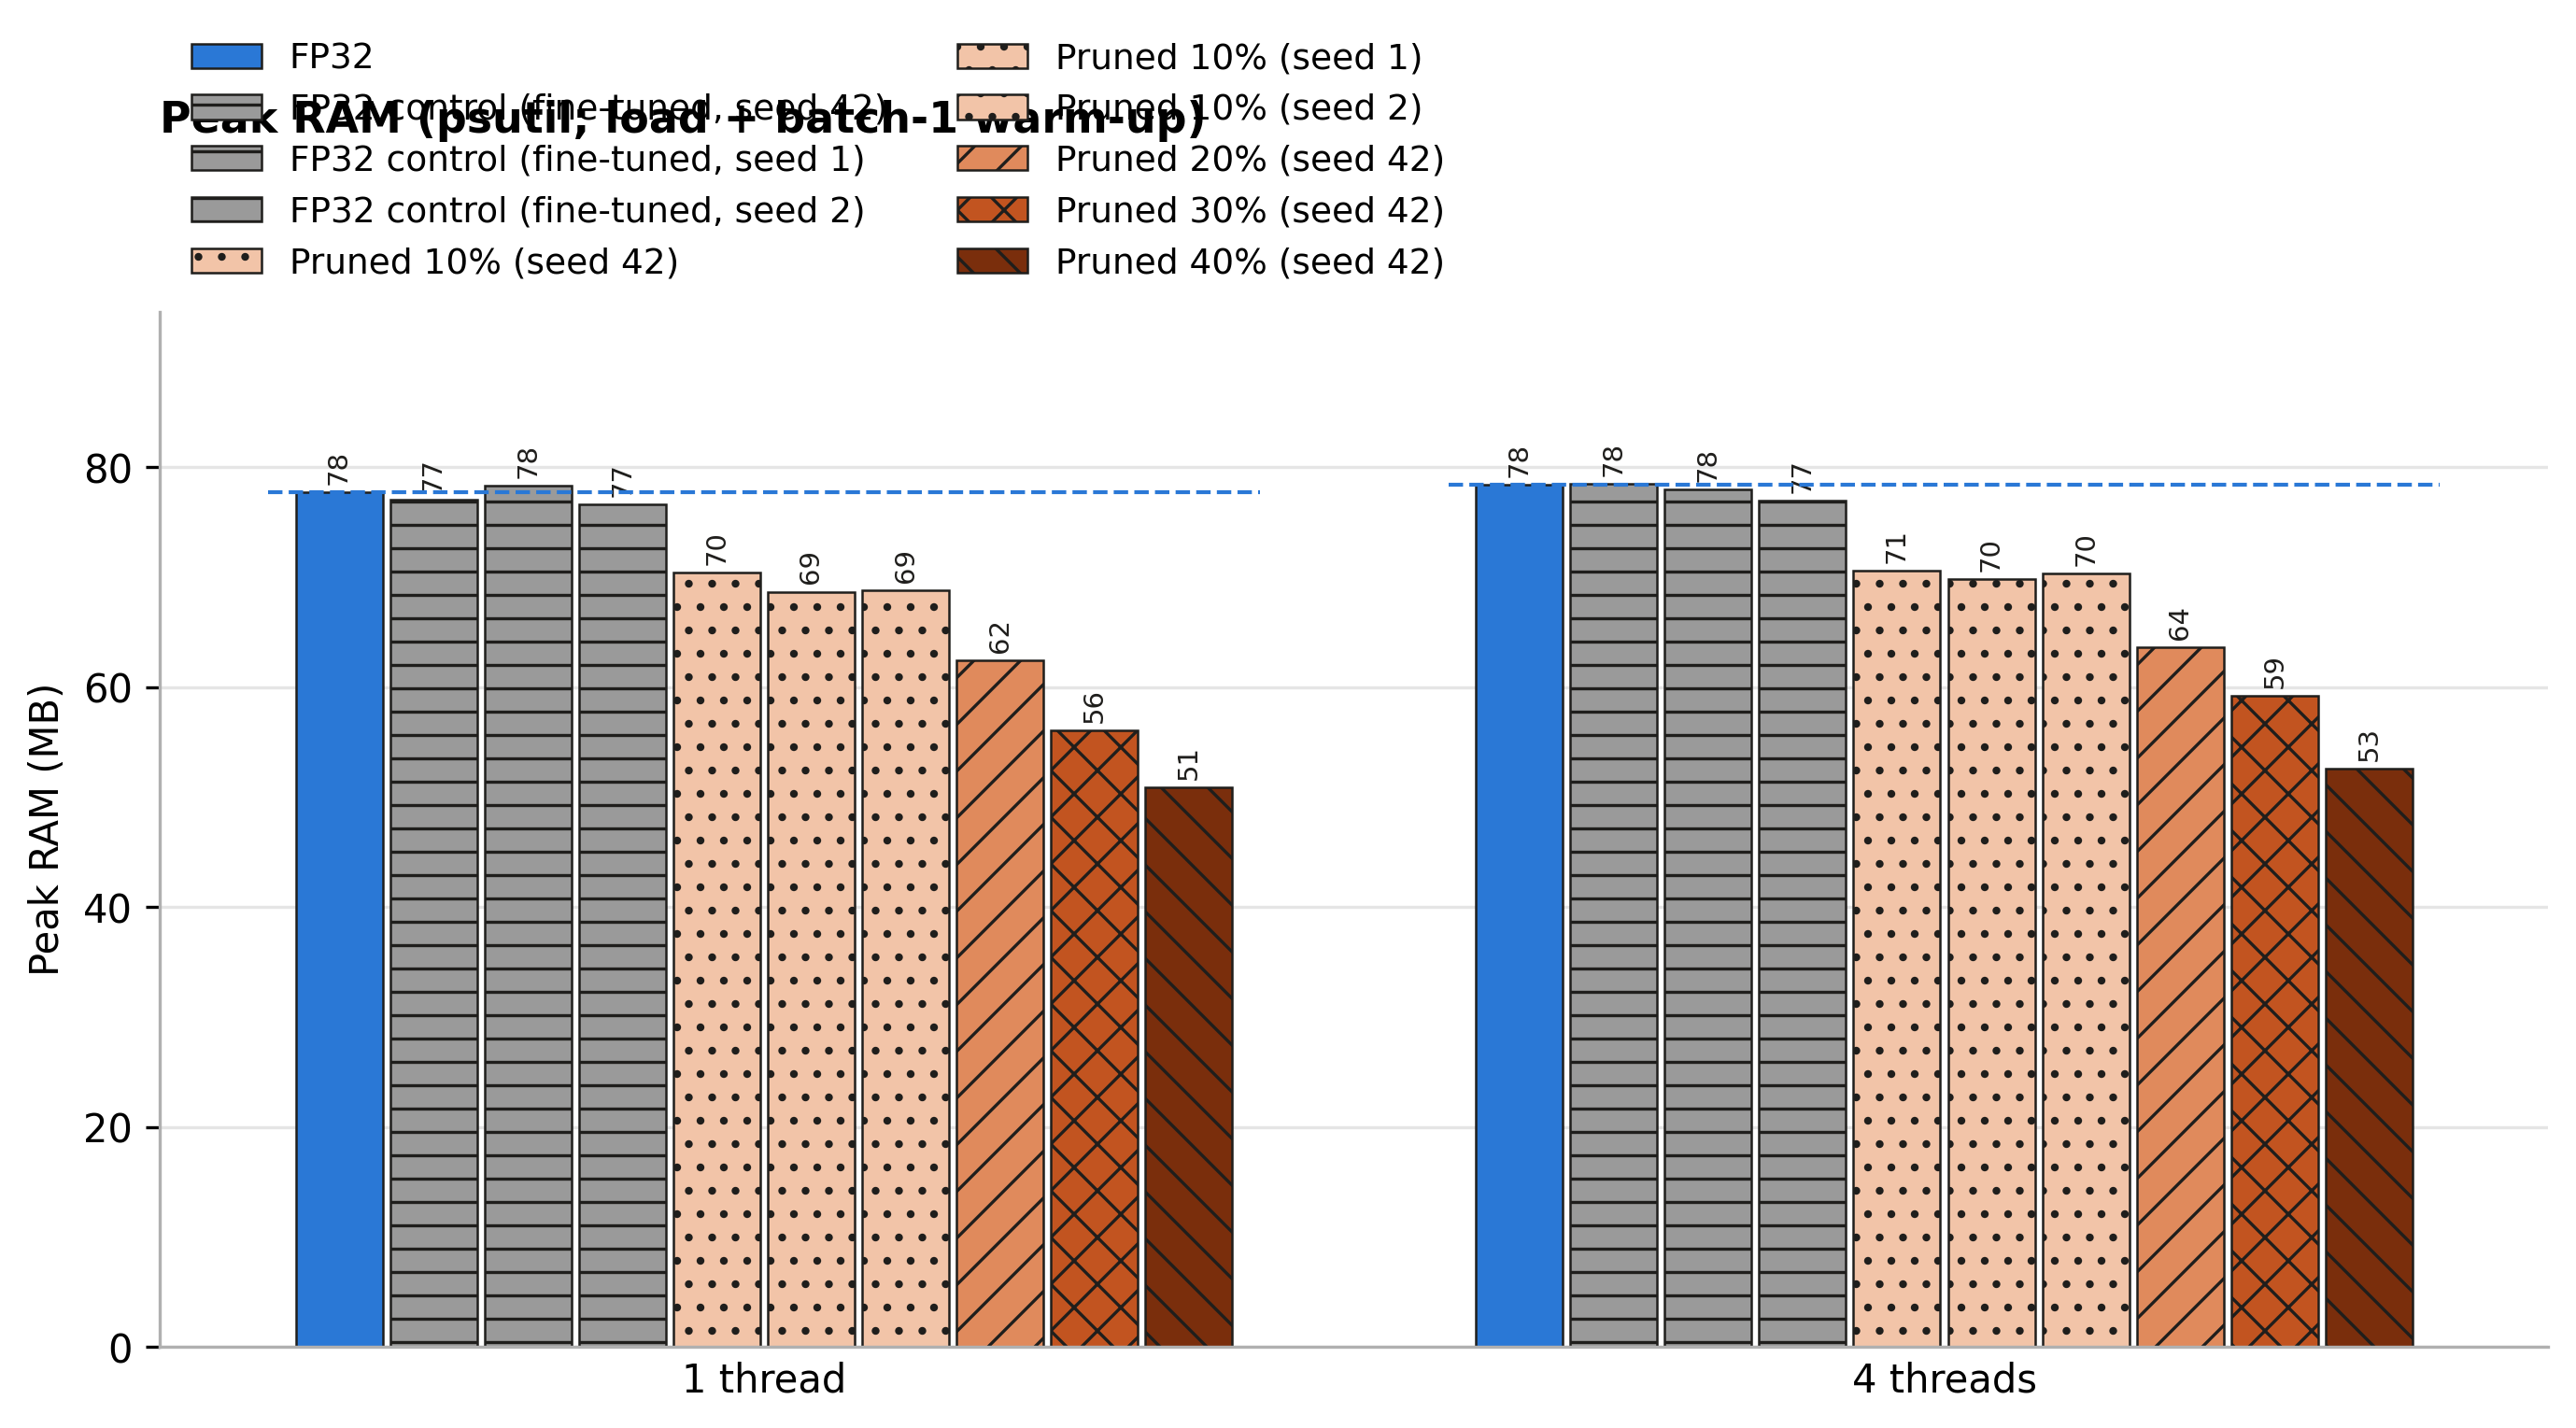 FP32
FP32 control (fine-tuned, seed 42)
FP32 control (fine-tuned, seed 1)
FP32 control (fine-tuned, seed 2)
Pruned 10% (seed 42)
Pruned 10% (seed 1)
Pruned 10% (seed 2)
Pruned 20% (seed 42)
Pruned 30% (seed 42)
Pruned 40% (seed 42)
Peak RAM (psutil; load + batch-1 warm-up)
Peak RAM (MB)
80
60
40
20
0
78
77
78
77
70
69
69
62
56
51
78
78
78
77
71
70
70
64
59
53
1 thread
4 threads